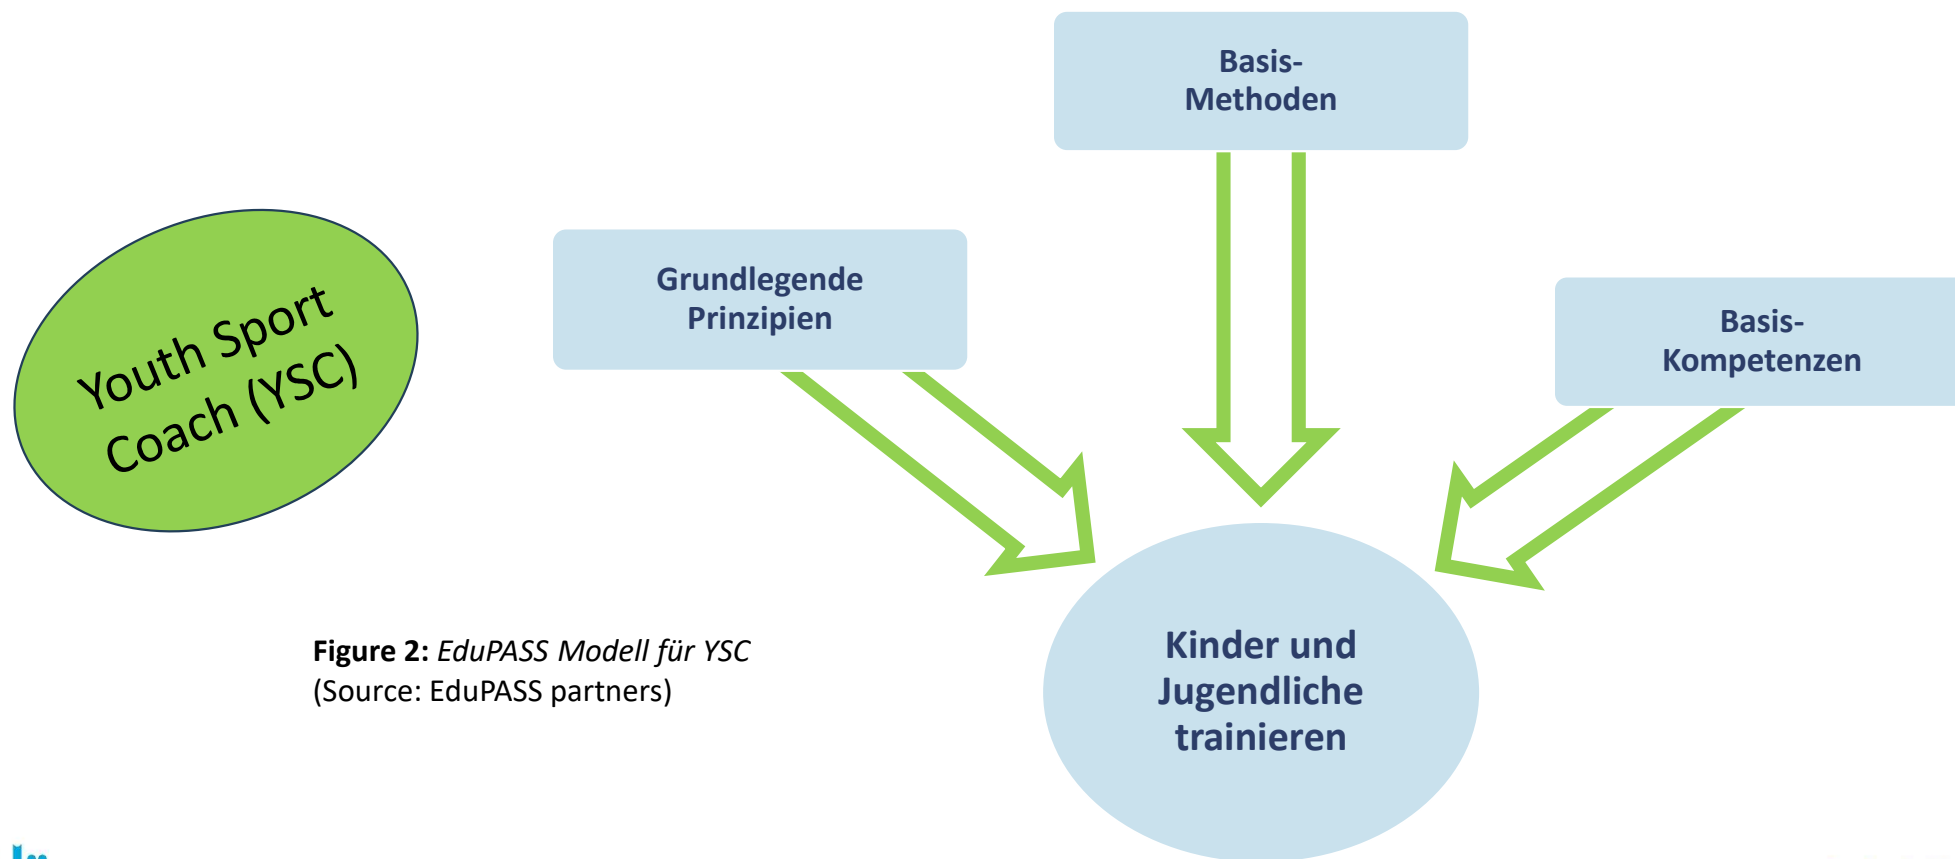 Basis-
Methoden
Youth Sport
Coach (YSC)
Grundlegende
Prinzipien
Basis-
Kompetenzen
Figure 2: EduPASS Modell für YSC
(Source: EduPASS partners)
Kinder und
Jugendliche
trainieren